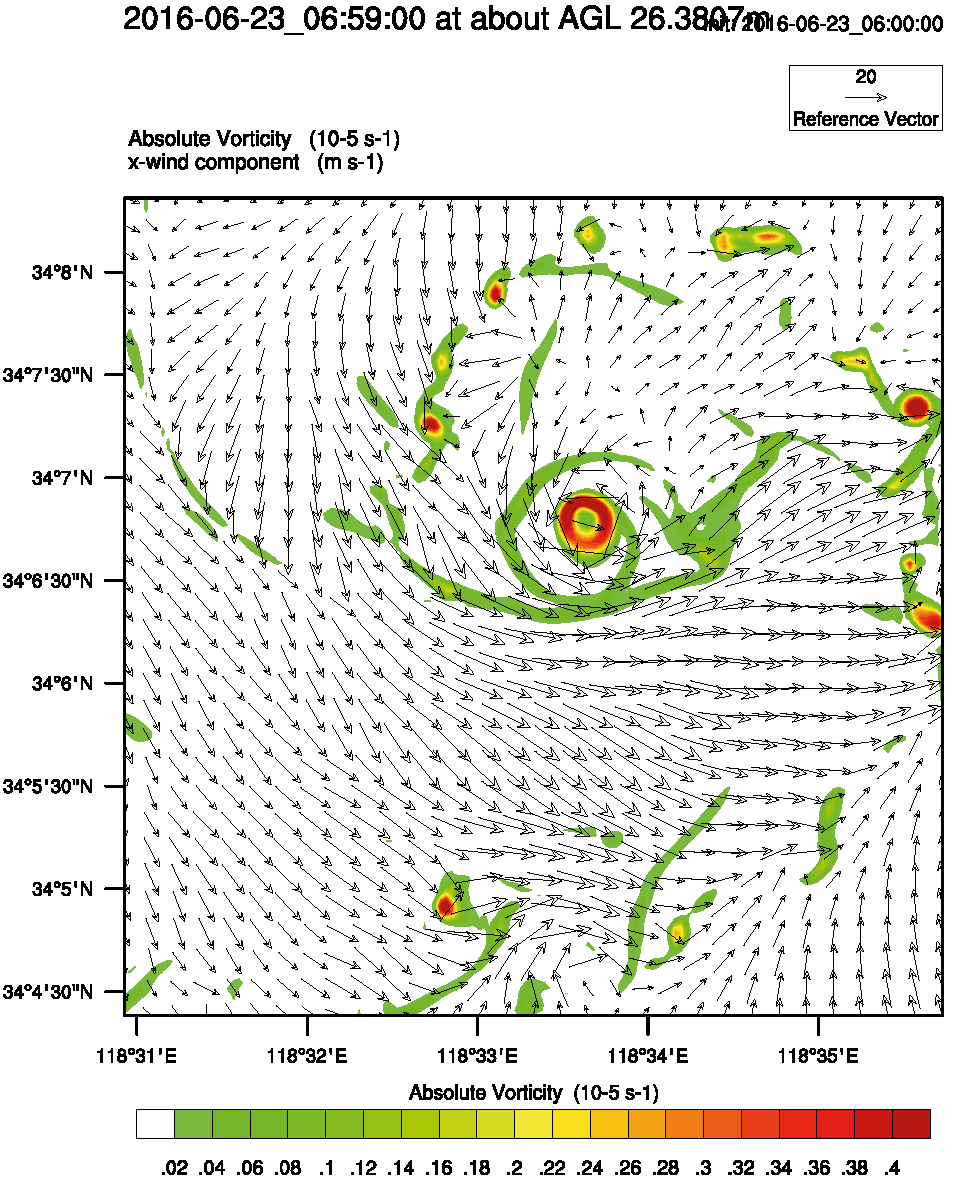 2016-06-23_06:59:00 at about AGL 26.3807m
Init: 2016-06-23_06:00:00
20
Reference Vector
Absolute Vorticity (10-5 s-1)
x-wind component (m s-1)
34°8'N
34°7'30"N
34°7'N
34°6'30"N
34°6'N
34°5'30"N
34°5'N
34°4'30"N
118°31'E 118°32'E 118°33'E 118°34'E 118°35'E
Absolute Vorticity (10-5 s-1)
.02 .04 .06 .08 .1 .12 .14 .16 .18 .2 .22 .24 .26 .28 .3 .32 .34 .36 .38 .4